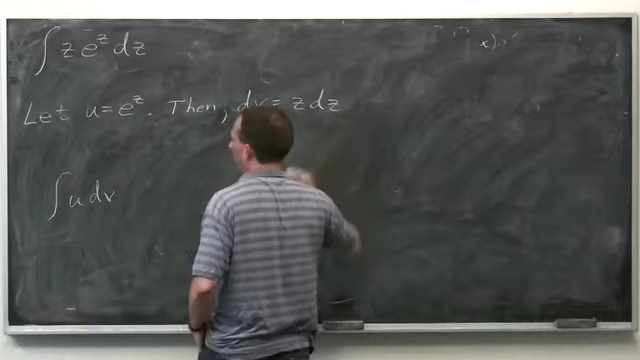 ∫ z e^z dz
Let u = e^z. Then, dv = z dz
∫ u dv